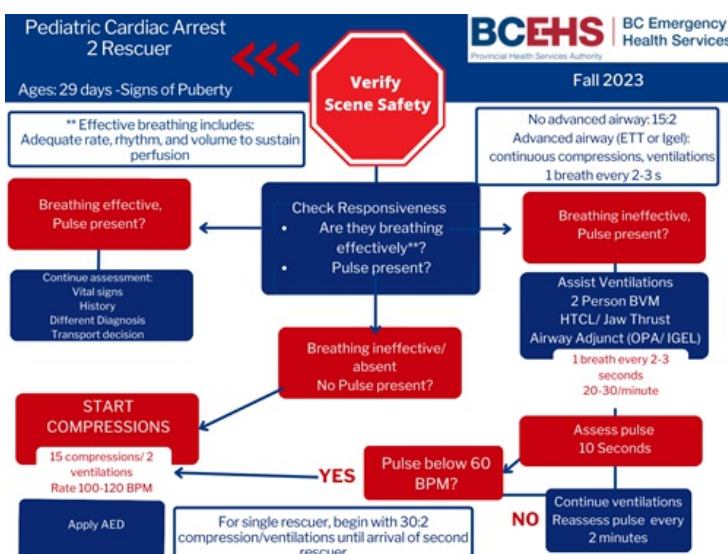 Pediatric Cardiac Arrest
2 Rescuer
Ages: 29 days -Signs of Puberty
Verify
Scene Safety
BCEHS
Provincial Health Services Authority
BC Emergency
Health Services
Fall 2023
** Effective breathing includes:
Adequate rate, rhythm, and volume to sustain
perfusion
No advanced airway: 15:2
Advanced airway (ETT or Igel):
continuous compressions, ventilations
1 breath every 2-3 s
Breathing effective,
Pulse present?
Check Responsiveness
• Are they breathing
effectively**?
• Pulse present?
Breathing ineffective,
Pulse present?
Continue assessment:
Vital signs
History
Different Diagnosis
Transport decision
Assist Ventilations
2 Person BVM
HTCL/ Jaw Thrust
Airway Adjunct (OPA/ IGEL)
1 breath every 2-3
seconds
20-30/minute
Breathing ineffective/
absent
No Pulse present?
START
COMPRESSIONS
15 compressions/ 2
ventilations
Rate 100-120 BPM
Assess pulse
10 Seconds
Pulse below 60
BPM?
YES
NO
Continue ventilations
Reassess pulse every
2 minutes
Apply AED
For single rescuer, begin with 30:2
compression/ventilations until arrival of second
rescuer